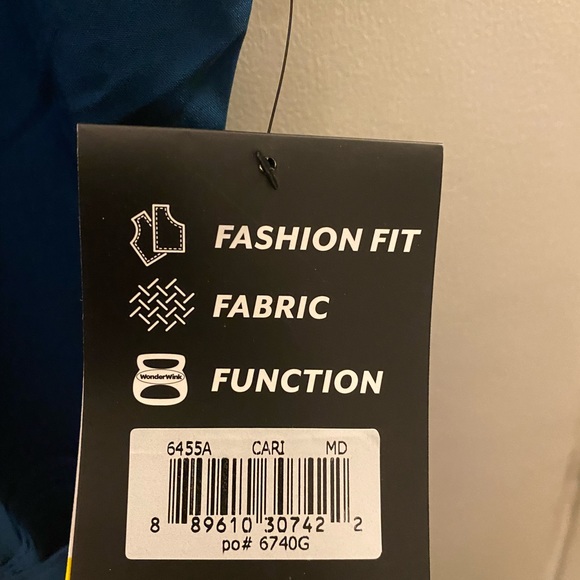 FASHION FIT
FABRIC
WonderWink
FUNCTION
6455A CARI MD
8 89610 30742 2
po# 6740G